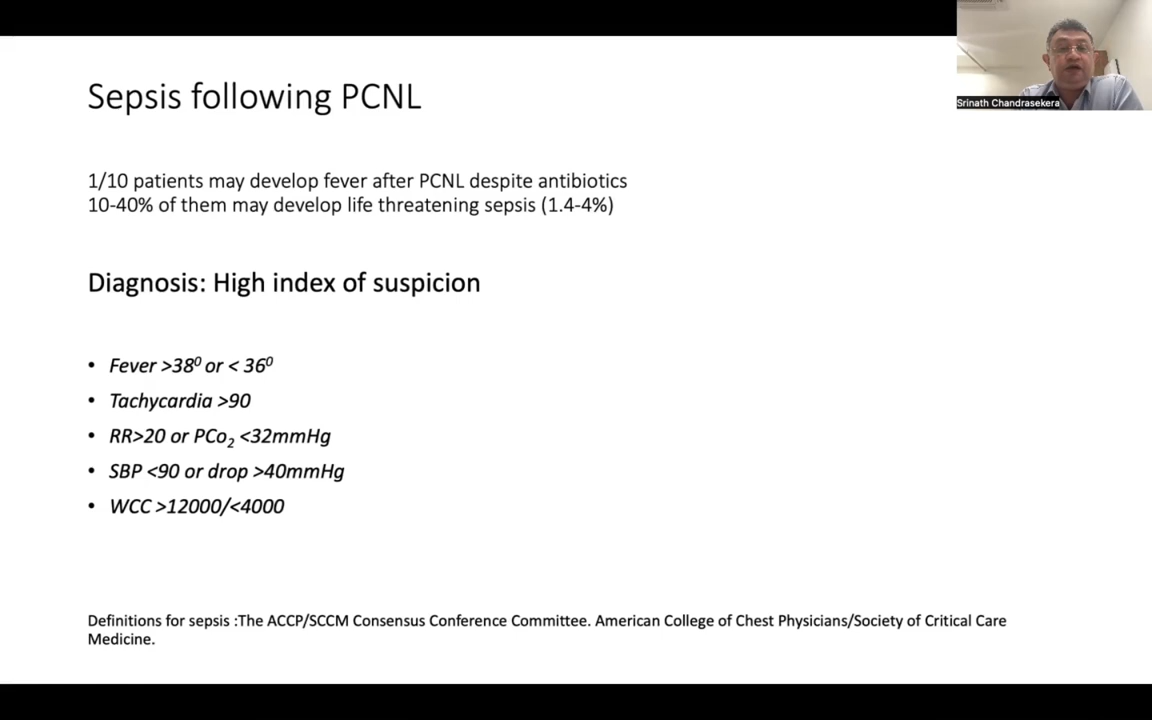 Sepsis following PCNL
Srinath Chandrasekera
1/10 patients may develop fever after PCNL despite antibiotics
10-40% of them may develop life threatening sepsis (1.4-4%)
Diagnosis: High index of suspicion
• Fever >38⁰ or < 36⁰
• Tachycardia >90
• RR>20 or PCo₂ <32mmHg
• SBP <90 or drop >40mmHg
• WCC >12000/<4000
Definitions for sepsis :The ACCP/SCCM Consensus Conference Committee. American College of Chest Physicians/Society of Critical Care
Medicine.